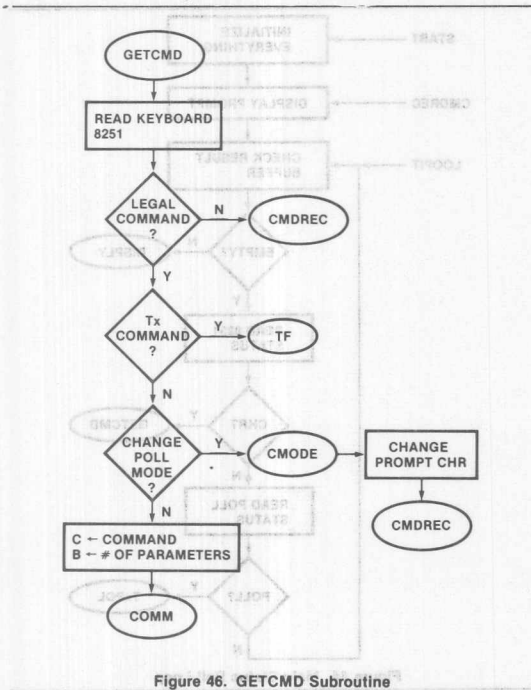 GETCMD
READ KEYBOARD
8251
LEGAL
COMMAND
?
N
CMDREC
Y
Tx
COMMAND
?
Y
TF
N
CHANGE
POLL
MODE
?
Y
CMODE
CHANGE
PROMPT CHR
CMDREC
N
C ← COMMAND
B ← # OF PARAMETERS
COMM
Figure 46. GETCMD Subroutine